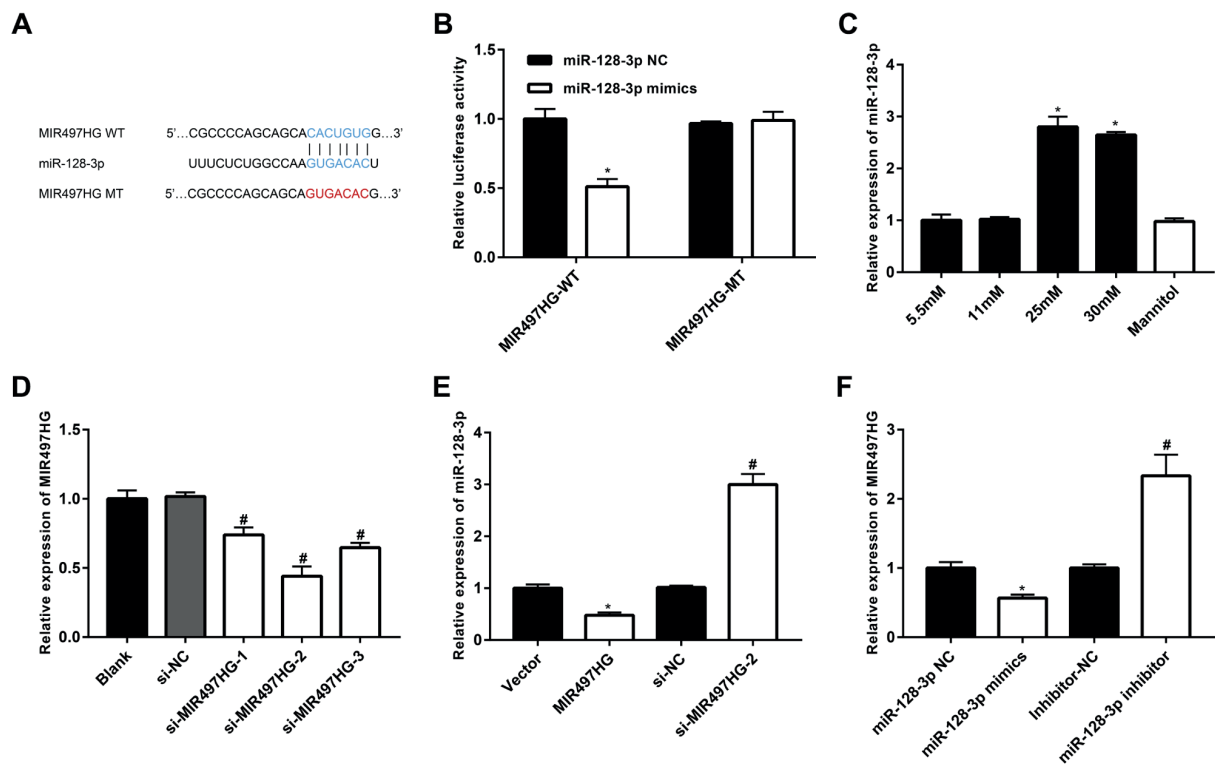 A
MIR497HG WT 5'...CGCCCCAGCAGCACACUGUGG...3'
miR-128-3p UUUCUCUGGCCAAGUGACACU
MIR497HG MT 5'...CGCCCCAGCAGCAGUGACACG...3'
B
Relative luciferase activity
1.5
1.0
0.5
0.0
miR-128-3p NC
miR-128-3p mimics
*
MIR497HG-WT
MIR497HG-MT
C
Relative expression of miR-128-3p
4
3
2
1
0
*
*
5.5mM
11mM
25mM
30mM
Mannitol
D
Relative expression of MIR497HG
1.5
1.0
0.5
0.0
#
#
#
Blank
si-NC
si-MIR497HG-1
si-MIR497HG-2
si-MIR497HG-3
E
Relative expression of miR-128-3p
4
3
2
1
0
*
#
Vector
MIR497HG
si-NC
si-MIR497HG-2
F
Relative expression of MIR497HG
3
2
1
0
*
#
miR-128-3p NC
miR-128-3p mimics
Inhibitor-NC
miR-128-3p inhibitor